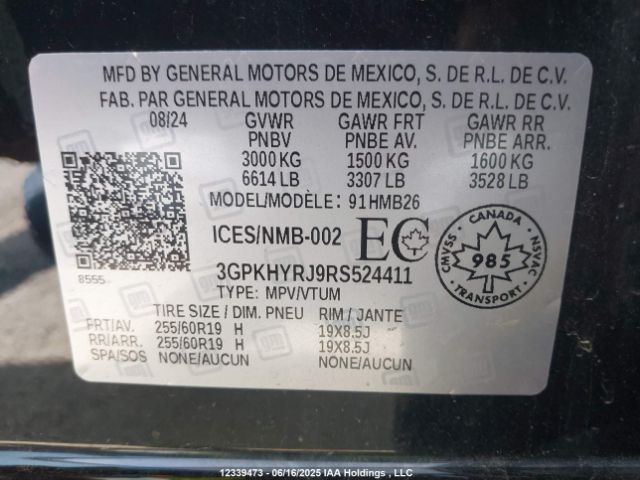 MFD BY GENERAL MOTORS DE MEXICO, S. DE R.L. DE C.V.
FAB. PAR GENERAL MOTORS DE MEXICO, S. DE R.L. DE C.V.
08/24 GVWR GAWR FRT GAWR RR
PNBV PNBE AV. PNBE ARR.
3000 KG 1500 KG 1600 KG
6614 LB 3307 LB 3528 LB
MODEL/MODÈLE: 91HMB26
ICES/NMB-002 EC
CANADA
CMVSS 985 NSVAC
8555
3GPKHYRJ9RS524411
TYPE: MPV/VTUM
TIRE SIZE / DIM. PNEU RIM / JANTE
FRT/AV. 255/60R19 H 19X8.5J
RR/ARR. 255/60R19 H 19X8.5J
SPA/SOS NONE/AUCUN NONE/AUCUN
12339473 - 06/16/2025 IAA Holdings , LLC